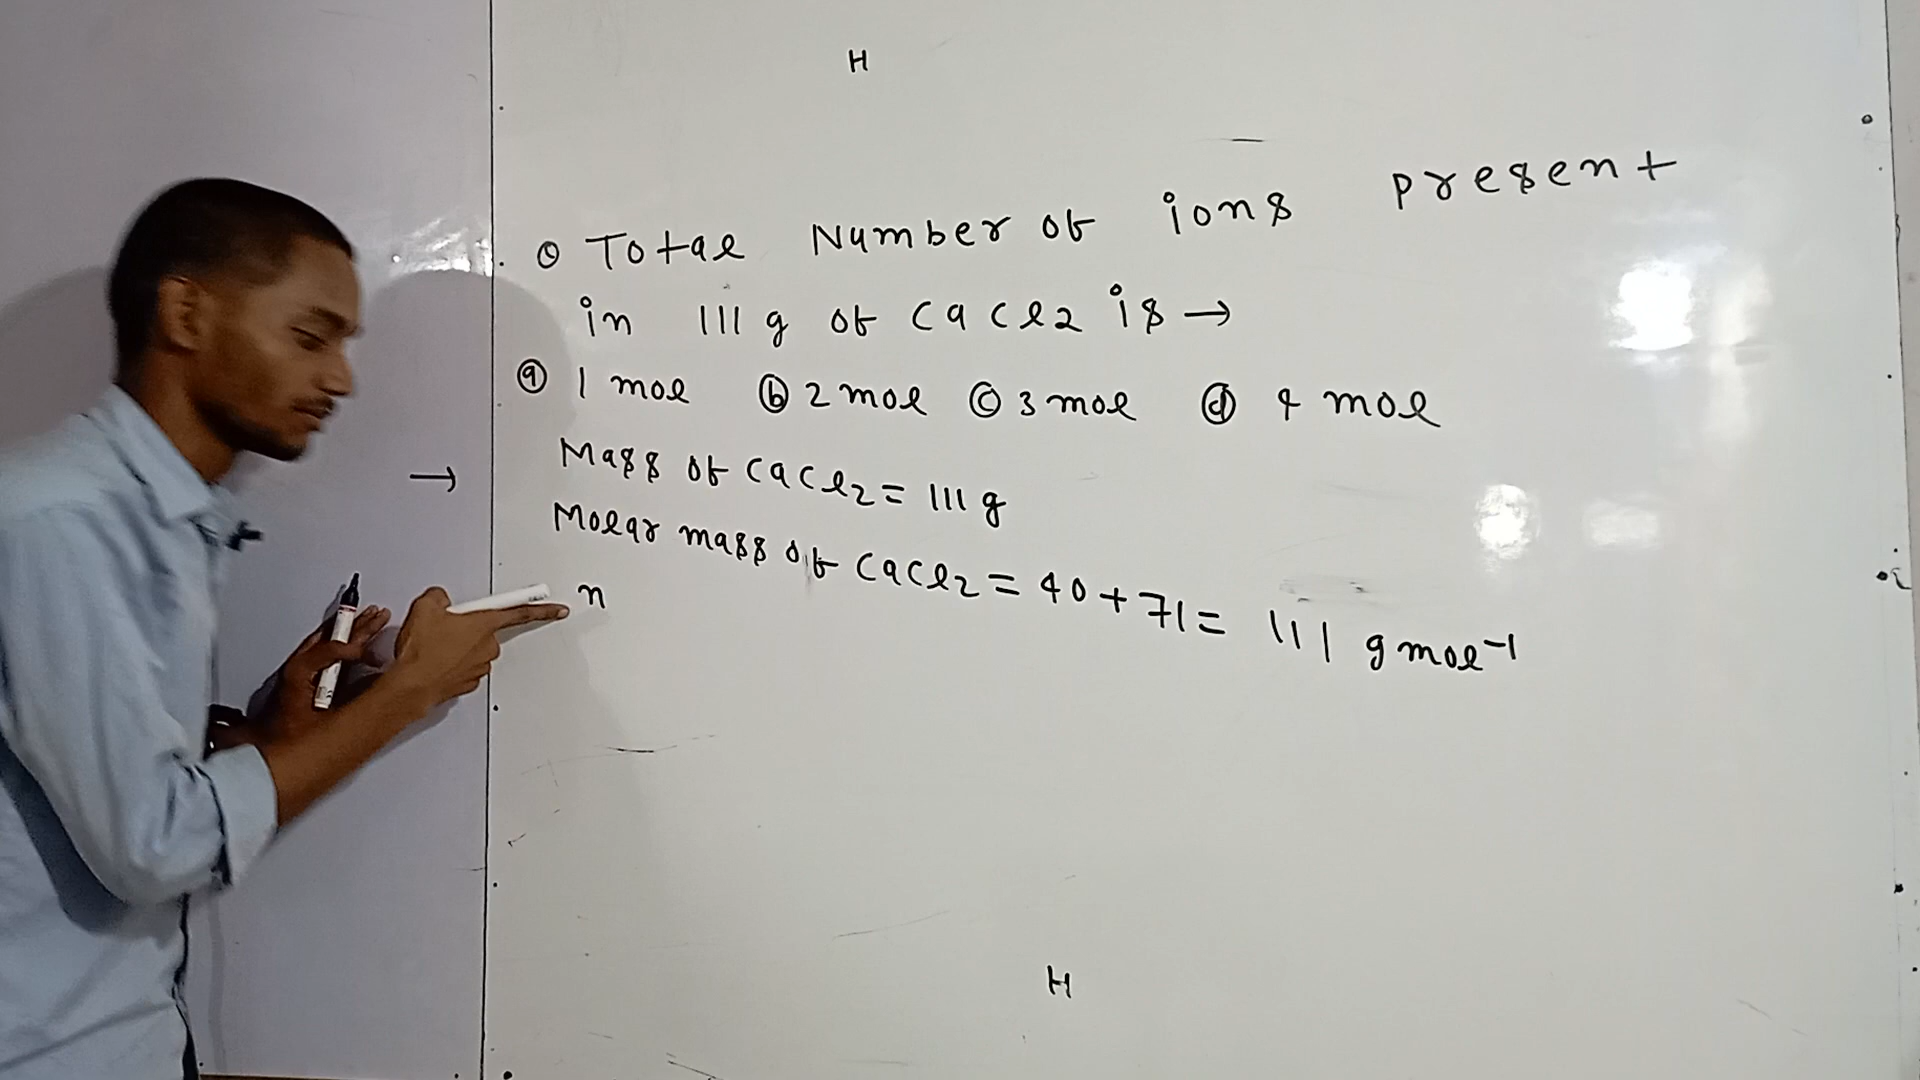 H
Total Number of ions present
in 111 g of CaCl2 is →
ⓐ 1 mol ⓑ 2 mol ⓒ 3 mol ⓓ 4 mol
→ Mass of CaCl2 = 111 g
Molar mass of CaCl2 = 40 + 71 = 111 g mol⁻¹
n
H